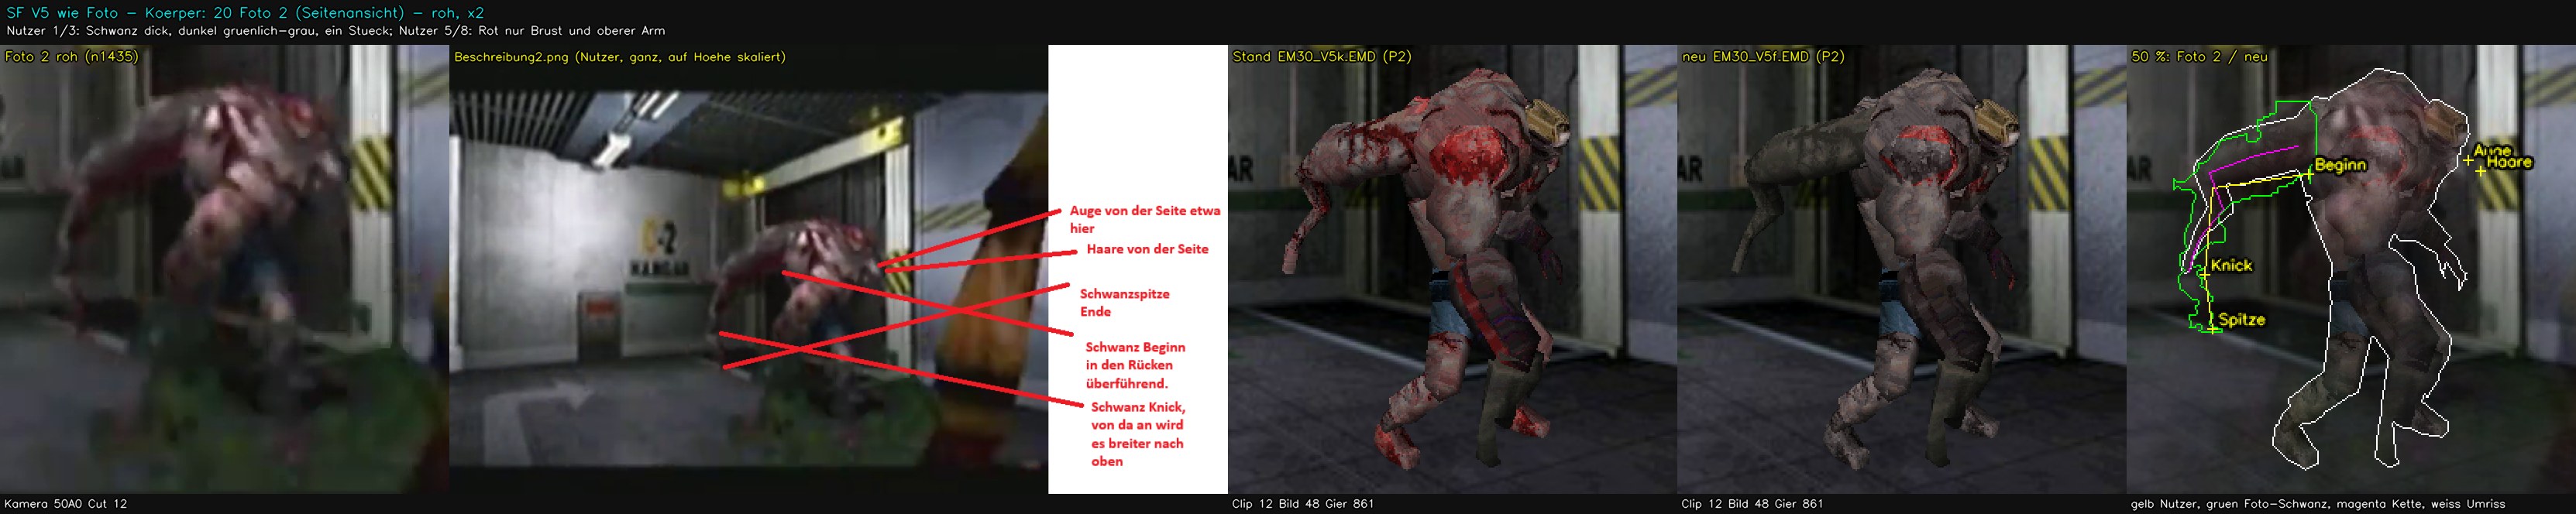 SF V5 wie Foto - Koerper: 20 Foto 2 (Seitenansicht) - roh, x2
Nutzer 1/3: Schwanz dick, dunkel gruenlich-grau, ein Stueck; Nutzer 5/8: Rot nur Brust und oberer Arm
Foto 2 roh (n1435)
Beschreibung2.png (Nutzer, ganz, auf Hoehe skaliert)
Stand EM30_V5k.EMD (P2)
neu EM30_V5f.EMD (P2)
50 %: Foto 2 / neu
C-2
HANGAR
Auge von der Seite etwa
hier
Haare von der Seite
Schwanzspitze
Ende
Schwanz Beginn
in den Rücken
überführend.
Schwanz Knick,
von da an wird
es breiter nach
oben
AR
AR
Auge
Haare
Beginn
Knick
Spitze
Kamera 50A0 Cut 12
Clip 12 Bild 48 Gier 861
Clip 12 Bild 48 Gier 861
gelb Nutzer, gruen Foto-Schwanz, magenta Kette, weiss Umriss